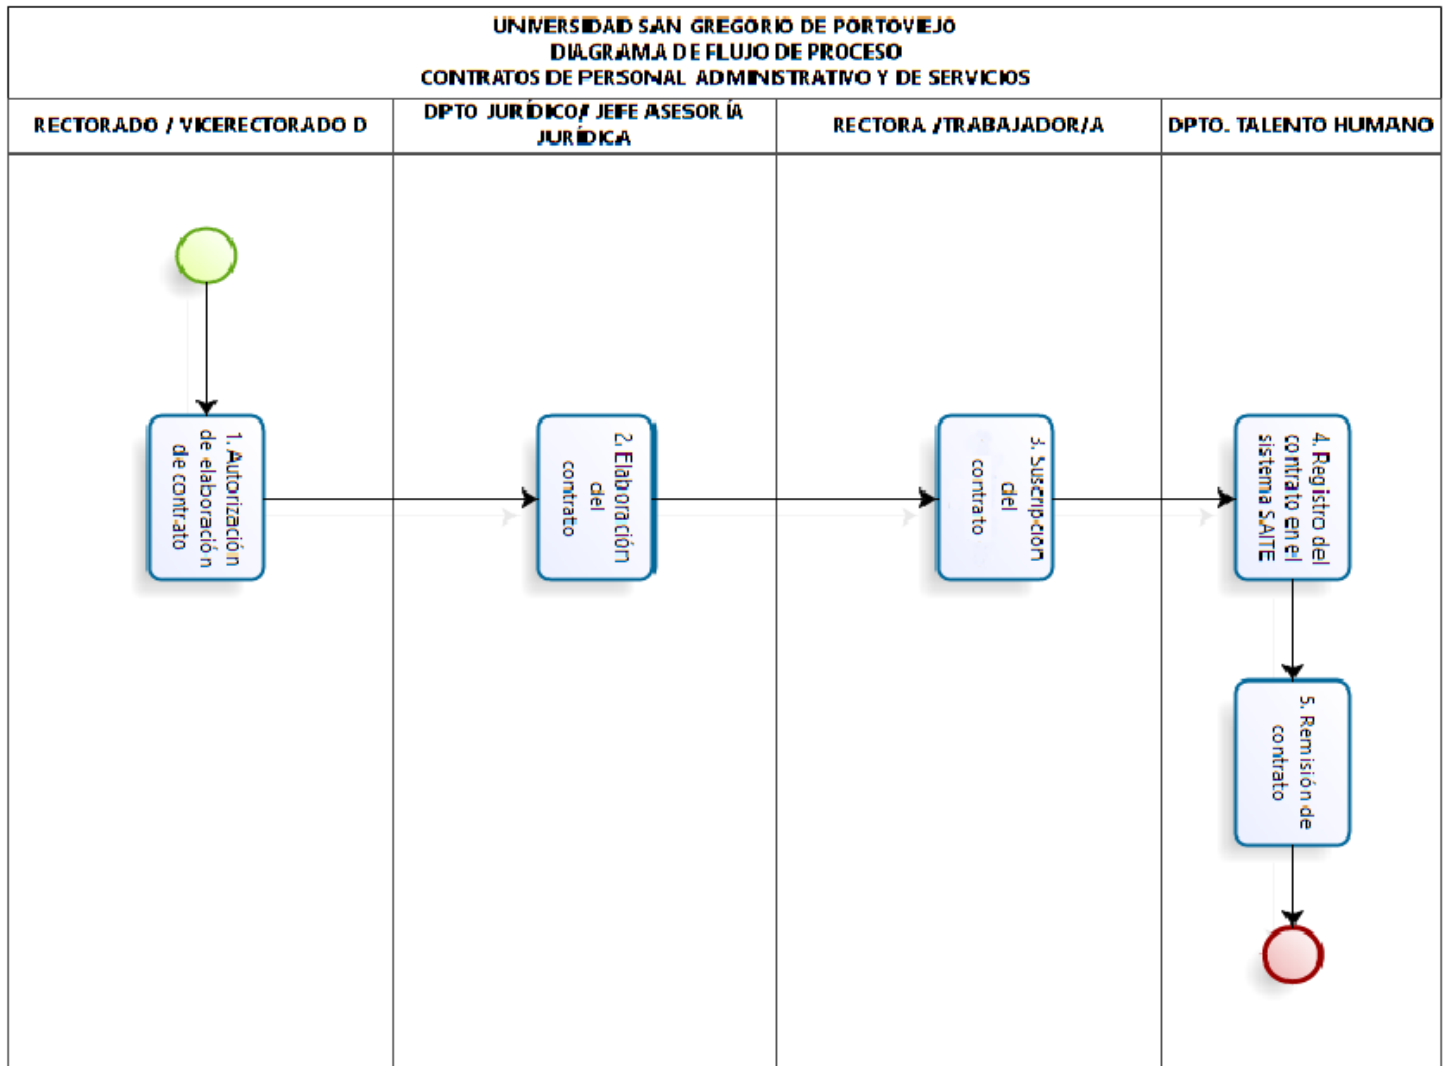 UNIVERSIDAD SAN GREGORIO DE PORTOVIEJO
DIAGRAMA DE FLUJO DE PROCESO
CONTRATOS DE PERSONAL ADMINISTRATIVO Y DE SERVICIOS
RECTORADO / VICERECTORADO D
DPTO JURÍDICO/ JEFE ASESORÍA
JURÍDICA
RECTORA /TRABAJADOR/A
DPTO. TALENTO HUMANO
1. Autorización
de elaboración
de contrato
2. Elaboración
del
contrato
3. Suscripción
del
contrato
4. Registro del
contrato en el
sistema SAITE
5. Remisión de
contrato